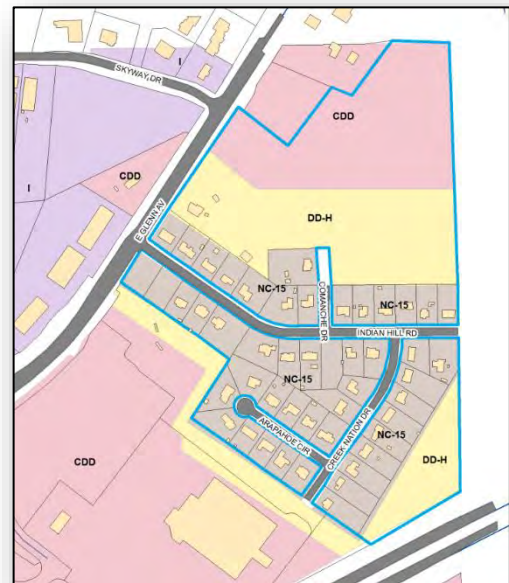 I
SKYWAY DR
I
CDD
CDD
E GLENN AV
DD-H
NC-15
COMANCHE DR
NC-15
INDIAN HILL RD
NC-15
ARAPAHOE CIR
CREEK NATION DR
NC-15
CDD
DD-H